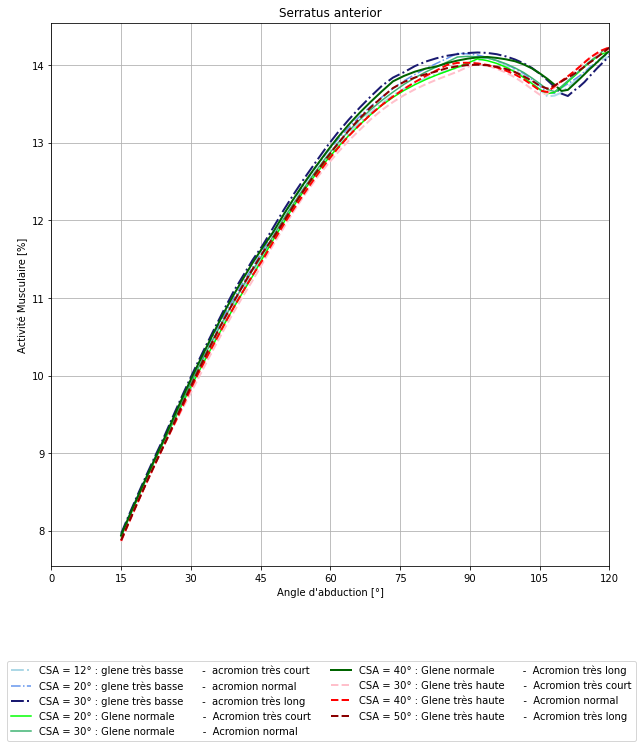 Serratus anterior
Activité Musculaire [%]
14
13
12
11
10
9
8
0 15 30 45 60 75 90 105 120
Angle d'abduction [°]
CSA = 12° : glene très basse - acromion très court
CSA = 20° : glene très basse - acromion normal
CSA = 30° : glene très basse - acromion très long
CSA = 20° : Glene normale - Acromion très court
CSA = 30° : Glene normale - Acromion normal
CSA = 40° : Glene normale - Acromion très long
CSA = 30° : Glene très haute - Acromion très court
CSA = 40° : Glene très haute - Acromion normal
CSA = 50° : Glene très haute - Acromion très long